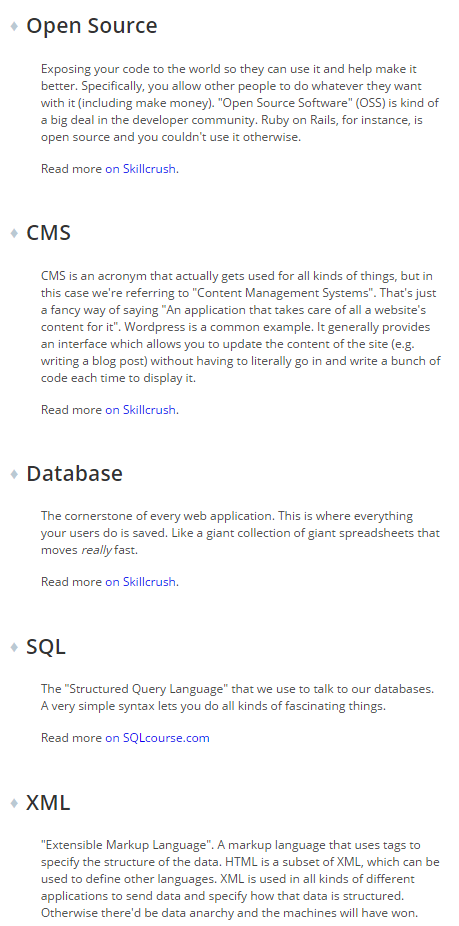 Open Source
Exposing your code to the world so they can use it and help make it
better. Specifically, you allow other people to do whatever they want
with it (including make money). "Open Source Software" (OSS) is kind of
a big deal in the developer community. Ruby on Rails, for instance, is
open source and you couldn't use it otherwise.
Read more on Skillcrush.
CMS
CMS is an acronym that actually gets used for all kinds of things, but in
this case we're referring to "Content Management Systems". That's just
a fancy way of saying "An application that takes care of all a website's
content for it". Wordpress is a common example. It generally provides
an interface which allows you to update the content of the site (e.g.
writing a blog post) without having to literally go in and write a bunch of
code each time to display it.
Read more on Skillcrush.
Database
The cornerstone of every web application. This is where everything
your users do is saved. Like a giant collection of giant spreadsheets that
moves really fast.
Read more on Skillcrush.
SQL
The "Structured Query Language" that we use to talk to our databases.
A very simple syntax lets you do all kinds of fascinating things.
Read more on SQLcourse.com
XML
"Extensible Markup Language". A markup language that uses tags to
specify the structure of the data. HTML is a subset of XML, which can be
used to define other languages. XML is used in all kinds of different
applications to send data and specify how that data is structured.
Otherwise there'd be data anarchy and the machines will have won.